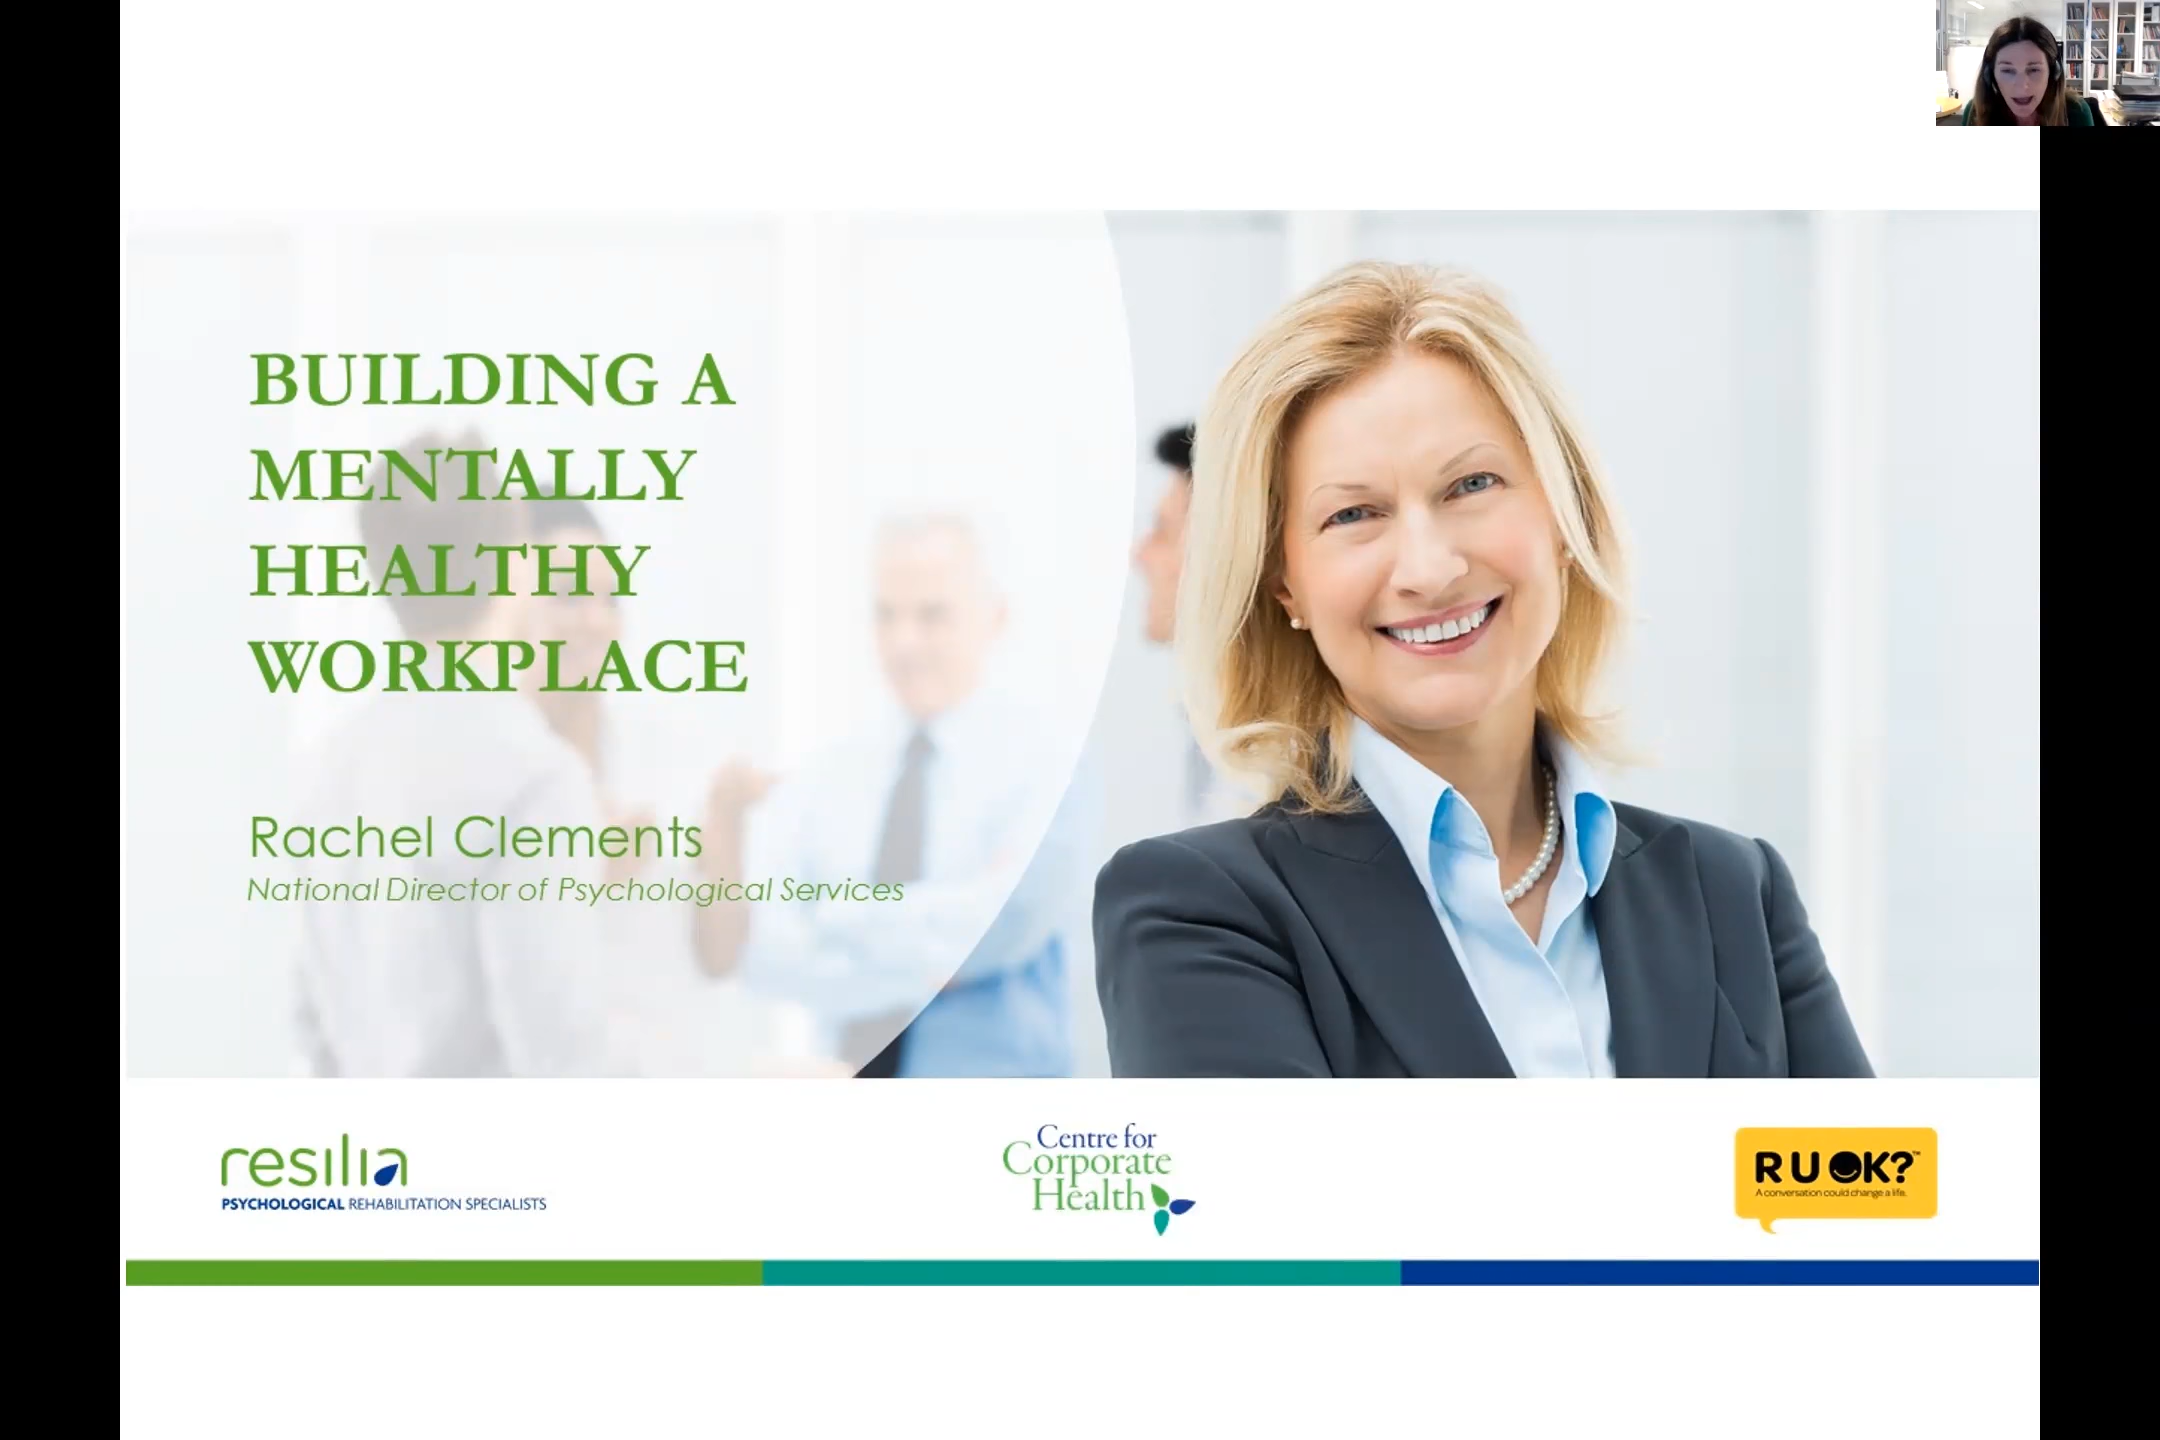 BUILDING A
MENTALLY
HEALTHY
WORKPLACE
Rachel Clements
National Director of Psychological Services
resilia
PSYCHOLOGICAL REHABILITATION SPECIALISTS
Centre for
Corporate
Health
R U OK?™
A conversation could change a life.